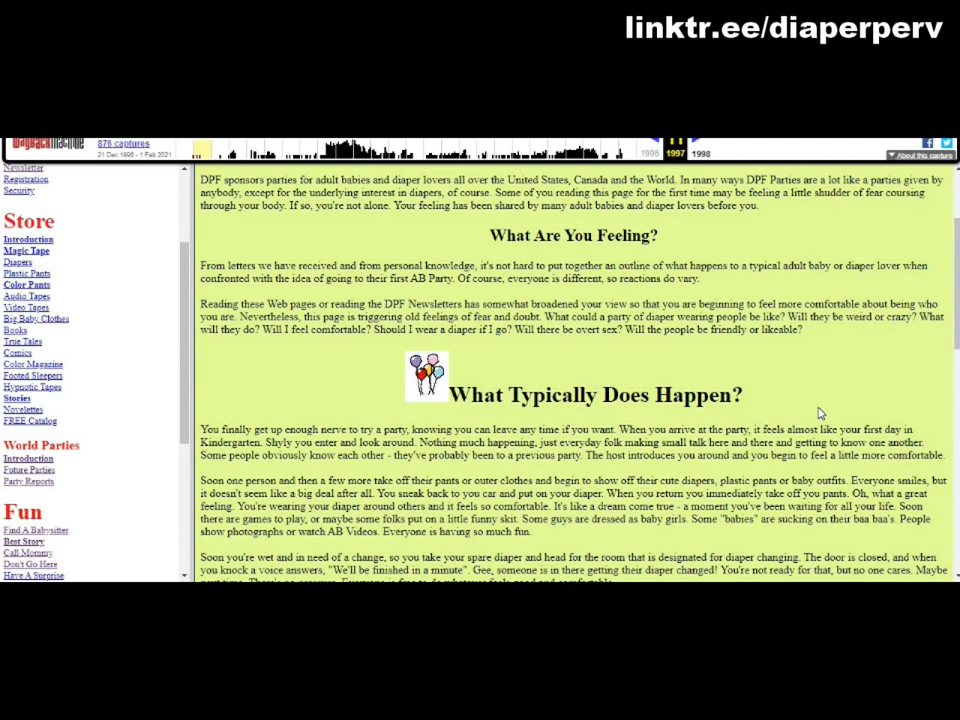 linktr.ee/diaperperv
WayBackMachine
876 captures
21 Dec 1996 - 1 Feb 2021
11
1996 1997 1998
About this capture
Newsletter
Registration
Security
Store
Introduction
Magic Tape
Diapers
Plastic Pants
Color Pants
Audio Tapes
Video Tapes
Big Baby Clothes
Books
True Tales
Comics
Color Magazine
Footed Sleepers
Hypnotic Tapes
Stories
Novelettes
FREE Catalog
World Parties
Introduction
Future Parties
Party Reports
Fun
Find A Babysitter
Best Story
Call Mommy
Don't Go Here
Have A Surprise
DPF sponsors parties for adult babies and diaper lovers all over the United States, Canada and the World. In many ways DPF Parties are a lot like a parties given by
anybody, except for the underlying interest in diapers, of course. Some of you reading this page for the first time may be feeling a little shudder of fear coursing
through your body. If so, you're not alone. Your feeling has been shared by many adult babies and diaper lovers before you.
What Are You Feeling?
From letters we have received and from personal knowledge, it's not hard to put together an outline of what happens to a typical adult baby or diaper lover when
confronted with the idea of going to their first AB Party. Of course, everyone is different, so reactions do vary.
Reading these Web pages or reading the DPF Newsletters has somewhat broadened your view so that you are beginning to feel more comfortable about being who
you are. Nevertheless, this page is triggering old feelings of fear and doubt. What could a party of diaper wearing people be like? Will they be weird or crazy? What
will they do? Will I feel comfortable? Should I wear a diaper if I go? Will there be overt sex? Will the people be friendly or likeable?
What Typically Does Happen?
You finally get up enough nerve to try a party, knowing you can leave any time if you want. When you arrive at the party, it feels almost like your first day in
Kindergarten. Shyly you enter and look around. Nothing much happening, just everyday folk making small talk here and there and getting to know one another.
Some people obviously know each other - they've probably been to a previous party. The host introduces you and you begin to feel a little more comfortable.
Soon one person and then a few more take off their pants or outer clothes and begin to show off their cute diapers, plastic pants or baby outfits. Everyone smiles, but
it doesn't seem like a big deal after all. You sneak back to you car and put on your diaper. When you return you immediately take off you pants. Oh, what a great
feeling. You're wearing your diaper around others and it feels so comfortable. It's like a dream come true - a moment you've been waiting for all your life. Soon
there are games to play, or maybe some folks put on a little funny skit. Some guys are dressed as baby girls. Some "babies" are sucking on their baa baa's. People
show photographs or watch AB Videos. Everyone is having so much fun.
Soon you're wet and in need of a change, so you take your spare diaper and head for the room that is designated for diaper changing. The door is closed, and when
you knock a voice answers, "We'll be finished in a minute". Gee, someone is in there getting their diaper changed! You're not ready for that, but no one cares. Maybe